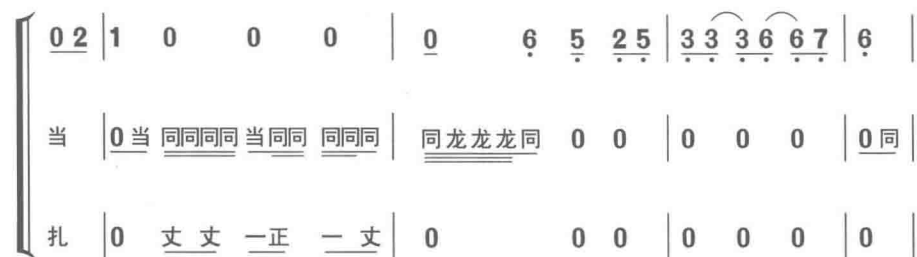 0 2 | 1 0 0 0 | 0 6 5 2 5 | 3 3 3 6 6 7 | 6 |
当 | 0 当 同同同同 当同同 同同同 | 同龙龙龙同 0 0 | 0 0 0 | 0 同 |
扎 | 0 丈 丈 一正 一 丈 | 0 0 0 | 0 0 0 | 0 |